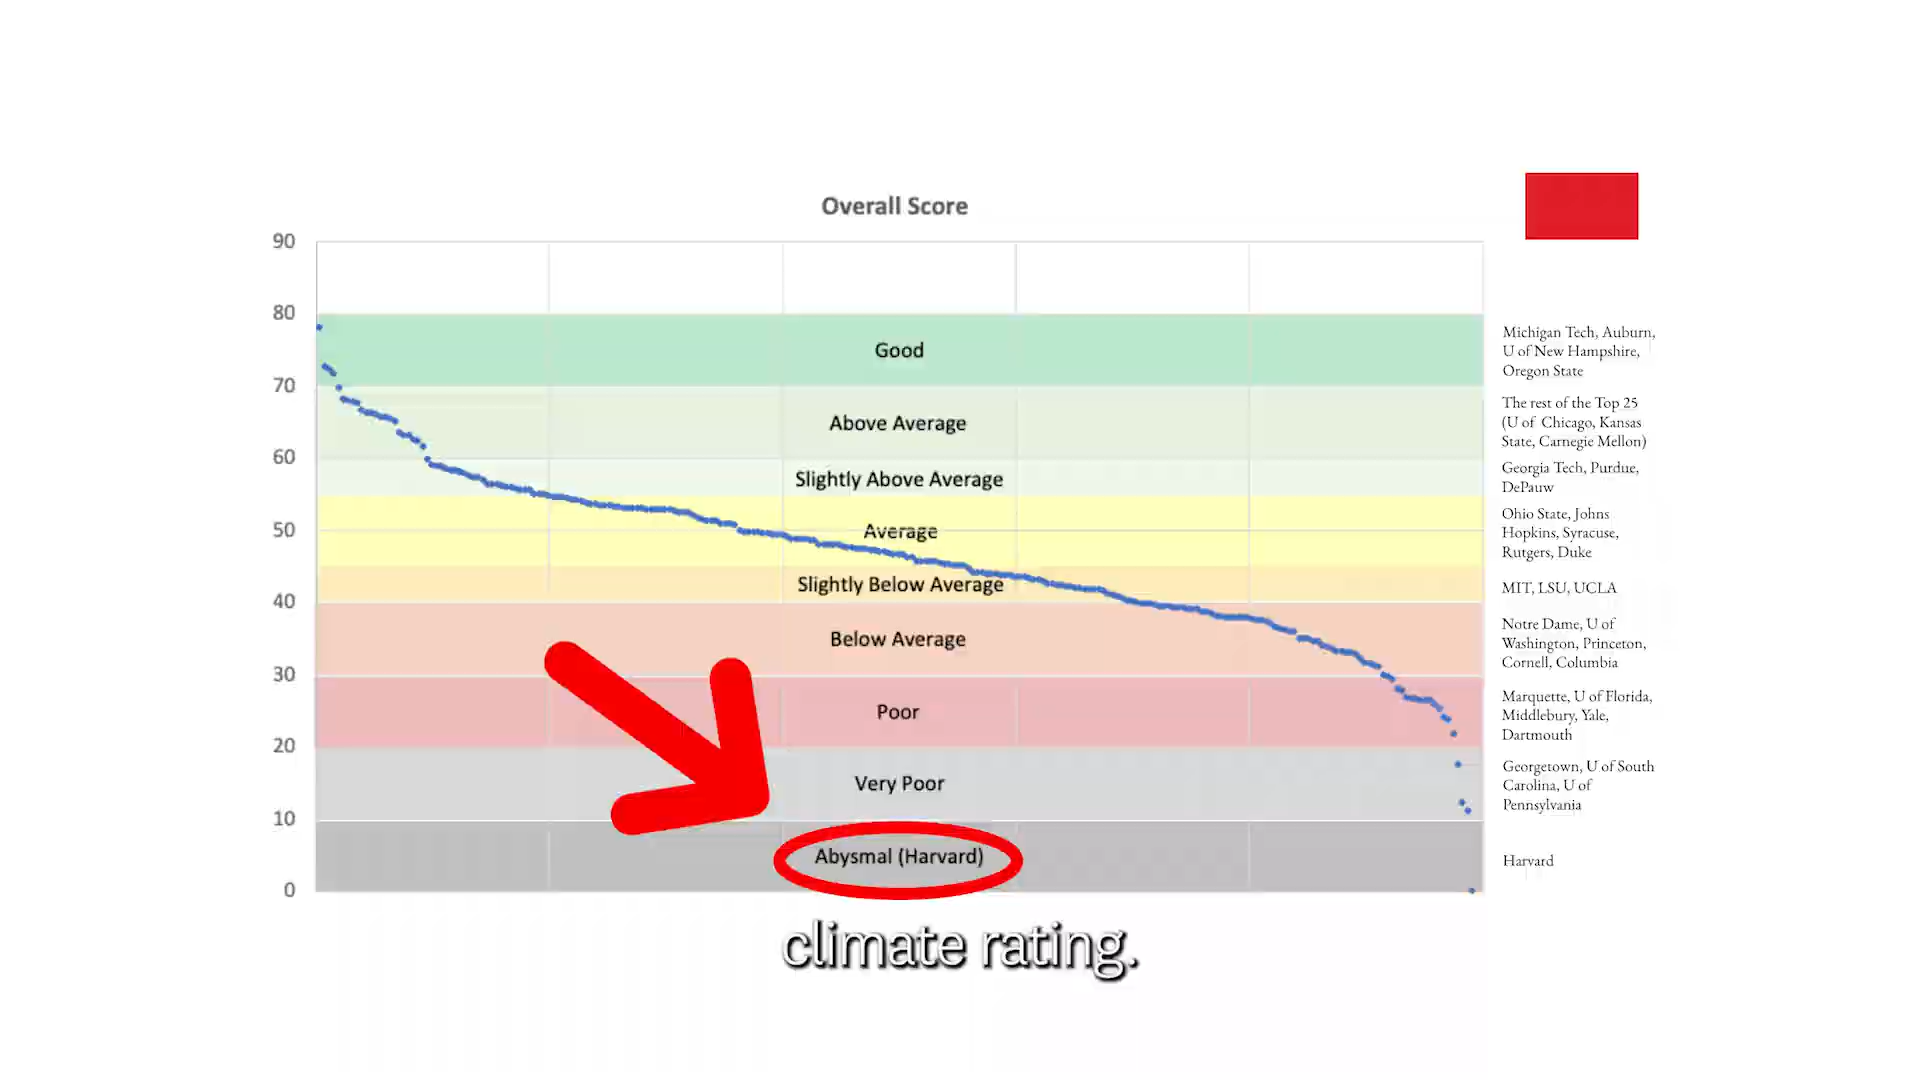 Overall Score
90
80
70
60
50
40
30
20
10
0
Good
Above Average
Slightly Above Average
Average
Slightly Below Average
Below Average
Poor
Very Poor
Abysmal (Harvard)
Michigan Tech, Auburn,
U of New Hampshire,
Oregon State
The rest of the Top 25
(U of Chicago, Kansas
State, Carnegie Mellon)
Georgia Tech, Purdue,
DePauw
Ohio State, Johns
Hopkins, Syracuse,
Rutgers, Duke
MIT, LSU, UCLA
Notre Dame, U of
Washington, Princeton,
Cornell, Columbia
Marquette, U of Florida,
Middlebury, Yale,
Dartmouth
Georgetown, U of South
Carolina, U of
Pennsylvania
Harvard
climate rating.